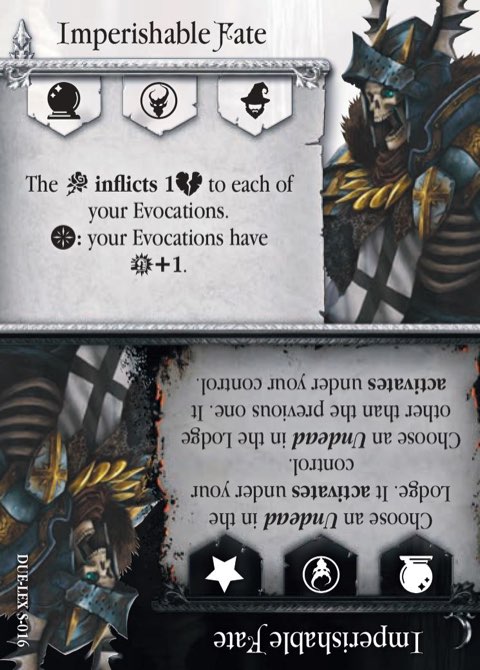 Imperishable Fate
The inflicts 1 to each of
your Evocations.
: your Evocations have
+1.
Imperishable Fate
Choose an Undead in the
Lodge. It activates under your
control.
Choose an Undead in the Lodge
other than the previous one. It
activates under your control.
DUE-LEX S-016